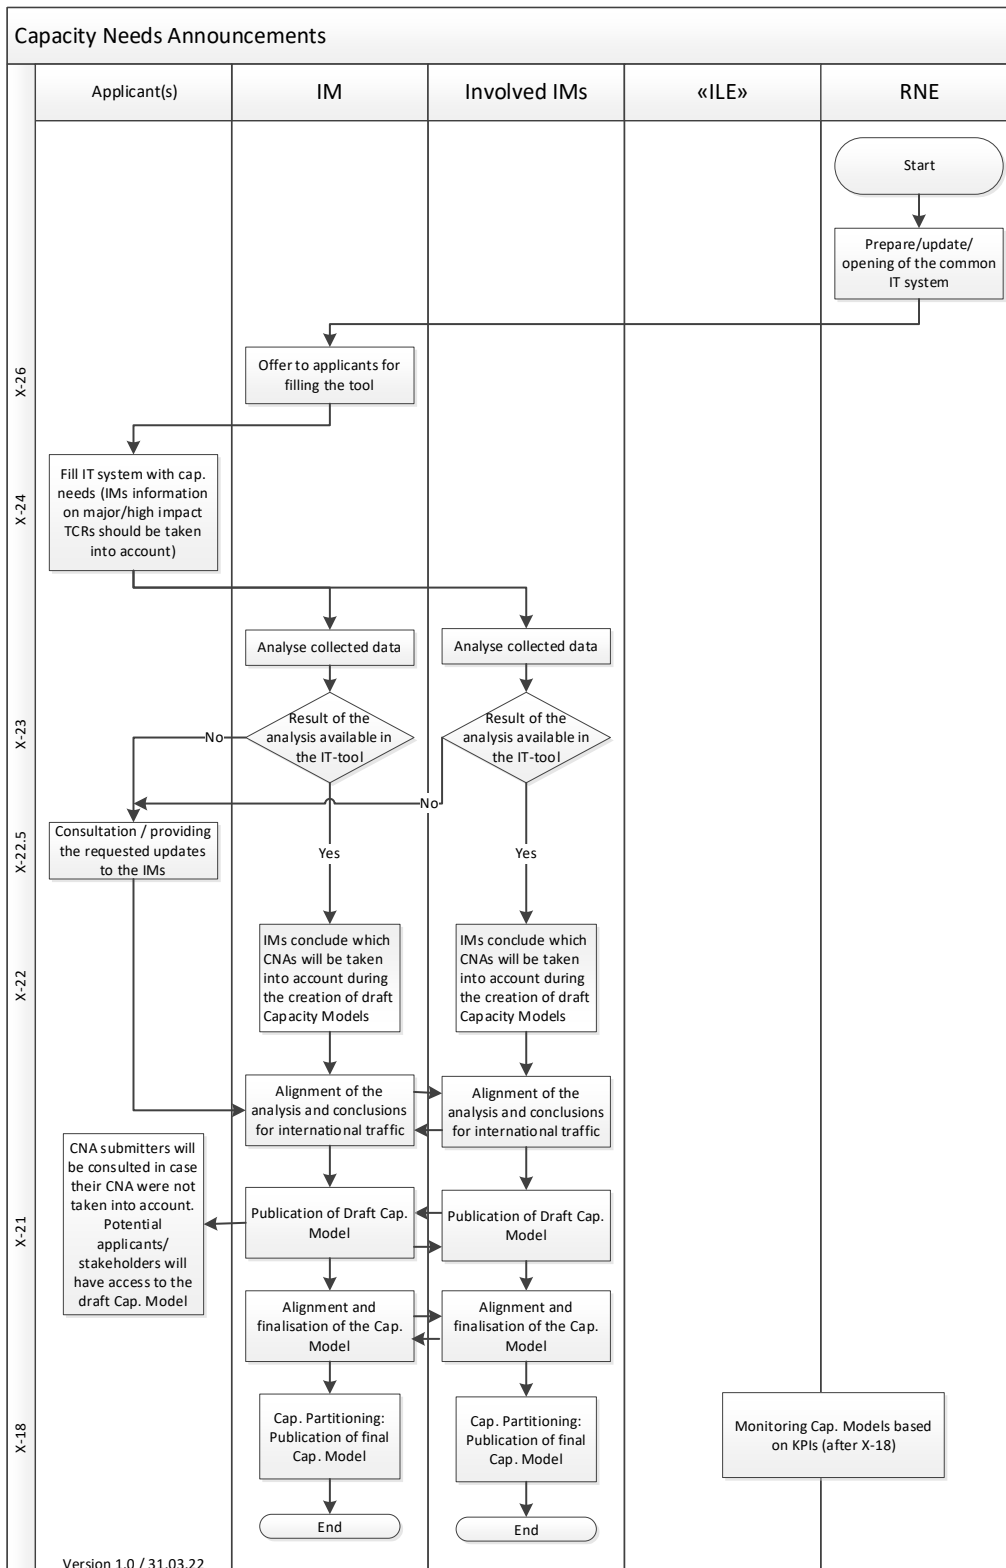 Capacity Needs Announcements
Applicant(s)
IM
Involved IMs
«ILE»
RNE
Start
Prepare/update/
opening of the common
IT system
X-26
Offer to applicants for
filling the tool
X-24
Fill IT system with cap.
needs (IMs information
on major/high impact
TCRs should be taken
into account)
Analyse collected data
Analyse collected data
X-23
Result of the
analysis available in
the IT-tool
Result of the
analysis available in
the IT-tool
No
No
X-22.5
Consultation / providing
the requested updates
to the IMs
Yes
Yes
X-22
IMs conclude which
CNAs will be taken
into account during
the creation of draft
Capacity Models
IMs conclude which
CNAs will be taken
into account during
the creation of draft
Capacity Models
Alignment of the
analysis and conclusions
for international traffic
Alignment of the
analysis and conclusions
for international traffic
X-21
CNA submitters will
be consulted in case
their CNA were not
taken into account.
Potential
applicants/
stakeholders will
have access to the
draft Cap. Model
Publication of Draft Cap.
Model
Publication of Draft Cap.
Model
Alignment and
finalisation of the Cap.
Model
Alignment and
finalisation of the Cap.
Model
X-18
Cap. Partitioning:
Publication of final
Cap. Model
Cap. Partitioning:
Publication of final
Cap. Model
Monitoring Cap. Models based
on KPIs (after X-18)
End
End
Version 1.0 / 31.03.22